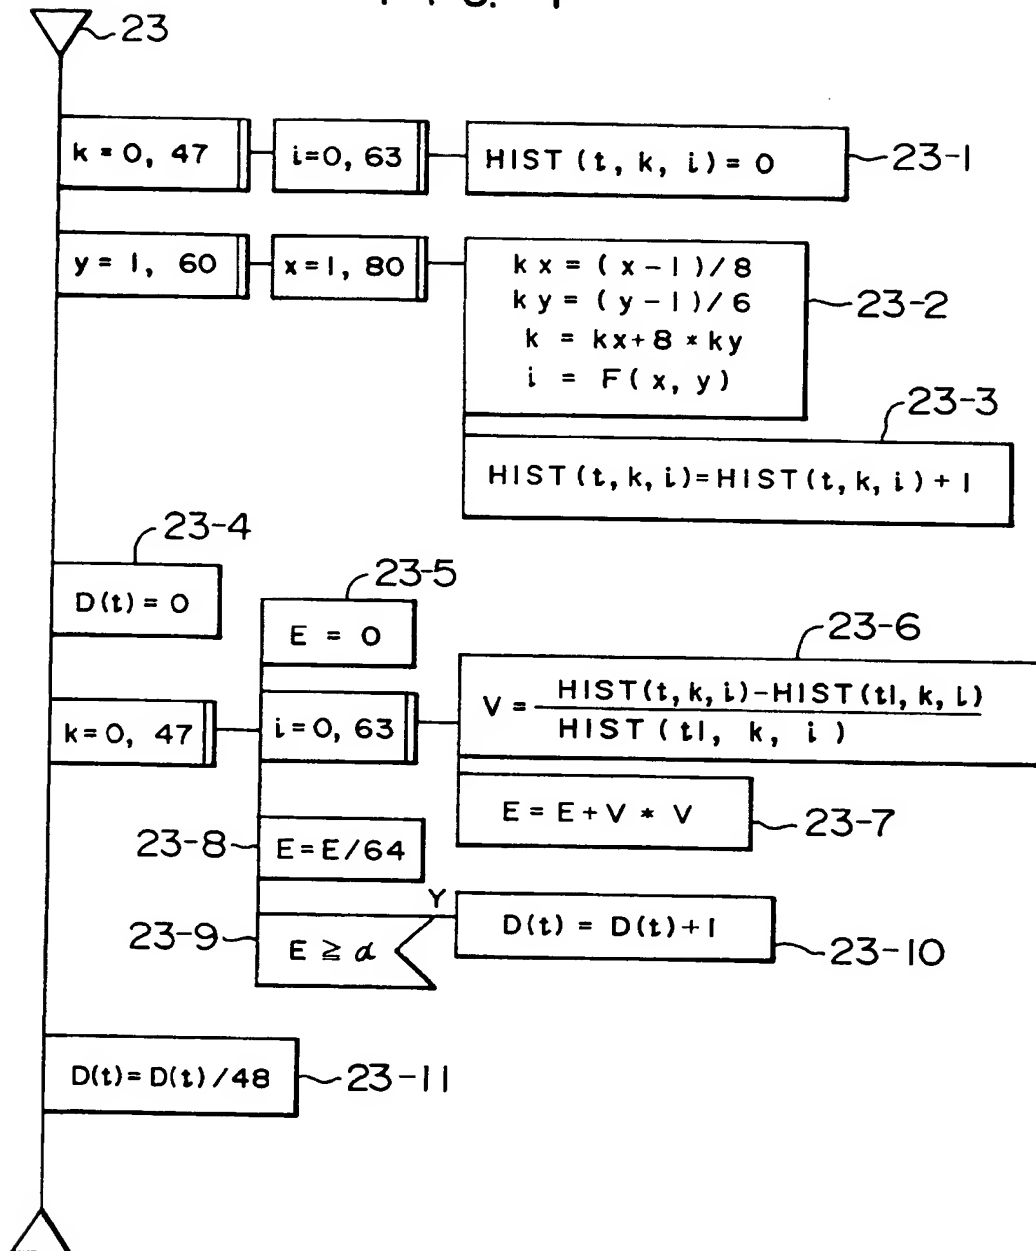 23
k = 0, 47
i=0, 63
HIST (t, k, i) = 0
23-1
y = 1, 60
x = 1, 80
kx = (x-1)/8
ky = (y-1)/6
k = kx+8 * ky
i = F(x, y)
23-2
23-3
HIST(t, k, i)=HIST(t, k, i)+1
23-4
D(t) = 0
23-5
E = 0
23-6
k=0, 47
i=0, 63
V = HIST(t, k, i)-HIST(t1, k, i)
HIST (t1, k, i)
E = E+V * V
23-7
23-8
E=E/64
Y
23-9
E ≧ α
D(t) = D(t)+1
23-10
D(t)=D(t)/48
23-11